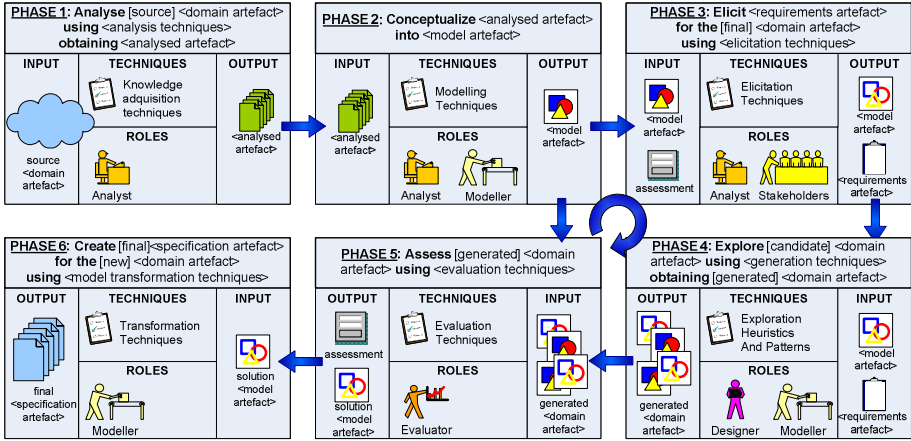 PHASE 1: Analyse [source] <domain artefact>
using <analysis techniques>
obtaining <analysed artefact>
INPUT
TECHNIQUES
OUTPUT
Knowledge
adquisition
techniques
<analysed
artefact>
ROLES
source
<domain
artefact>
Analyst
PHASE 2: Conceptualize <analysed artefact>
into <model artefact>
INPUT
TECHNIQUES
OUTPUT
Modelling
Techniques
<analysed
artefact>
<model
artefact>
ROLES
Analyst
Modeller
PHASE 3: Elicit <requirements artefact>
for the [final] <domain artefact>
using <elicitation techniques>
INPUT
TECHNIQUES
OUTPUT
Elicitation
Techniques
<model
artefact>
<model
artefact>
ROLES
assessment
Analyst
Stakeholders
<requirements
artefact>
PHASE 6: Create [final]<specification artefact>
for the [new] <domain artefact>
using <model transformation techniques>
OUTPUT
TECHNIQUES
INPUT
Transformation
Techniques
solution
<model
artefact>
ROLES
final
<specification
artefact>
Modeller
PHASE 5: Assess [generated] <domain
artefact> using <evaluation techniques>
OUTPUT
TECHNIQUES
INPUT
Evaluation
Techniques
assessment
ROLES
solution
<model
artefact>
Evaluator
generated
<domain
artefact>
PHASE 4: Explore [candidate] <domain
artefact> using <generation techniques>
obtaining [generated] <domain artefact>
OUTPUT
TECHNIQUES
INPUT
Exploration
Heuristics
And Patterns
<model
artefact>
ROLES
generated
<domain
artefact>
Designer
Modeller
<requirements
artefact>